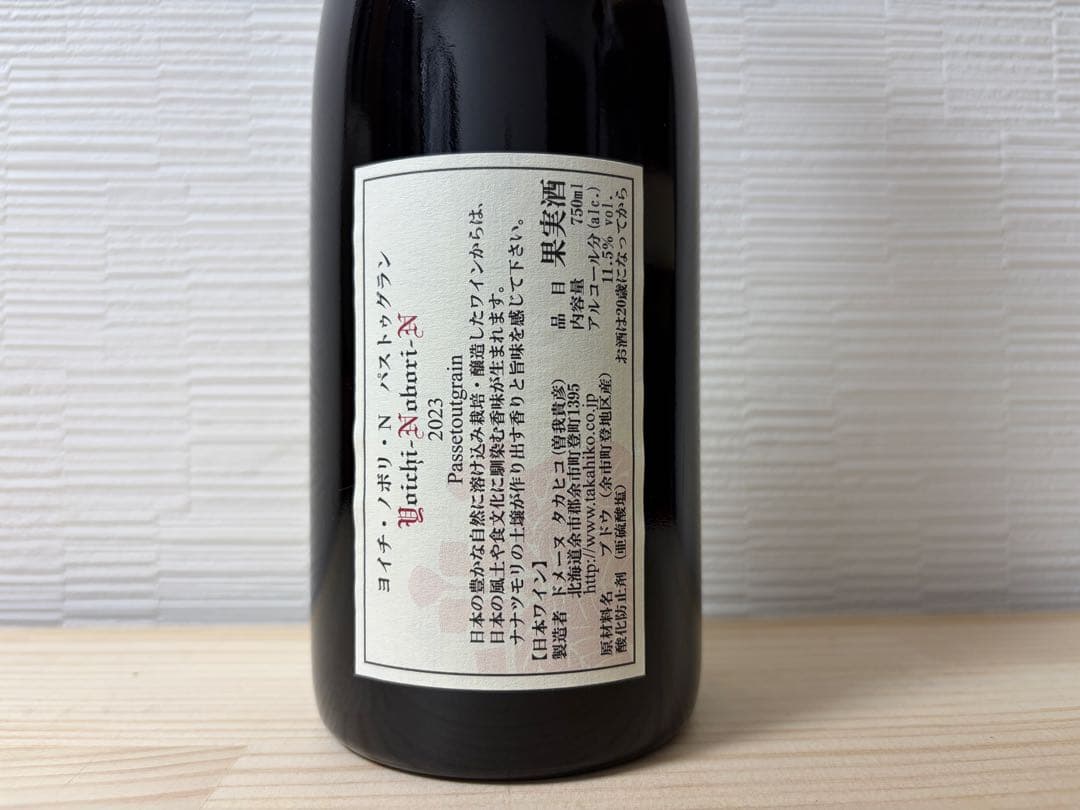 ヨイチ・ノボリ・N パストゥグラン
Yoichi-Nobori-N
2023
Passetoutgrain
日本の豊かな自然に溶け込み栽培・醸造したワインからは、
日本の風土や食文化に馴染む香味が生まれます。
ナナツモリの土壌が作り出す香りと旨味を感じて下さい。
【日本ワイン】
製造者 ドメーヌ タカヒコ(曽我貴彦)
北海道余市郡余市町登町1395
http://www.takahiko.co.jp
原材料名 ブドウ（余市町登地区産）
酸化防止剤（亜硫酸塩）
品目 果実酒
内容量 750ml
アルコール分(alc.)
11.5% vol.
お酒は20歳になってから